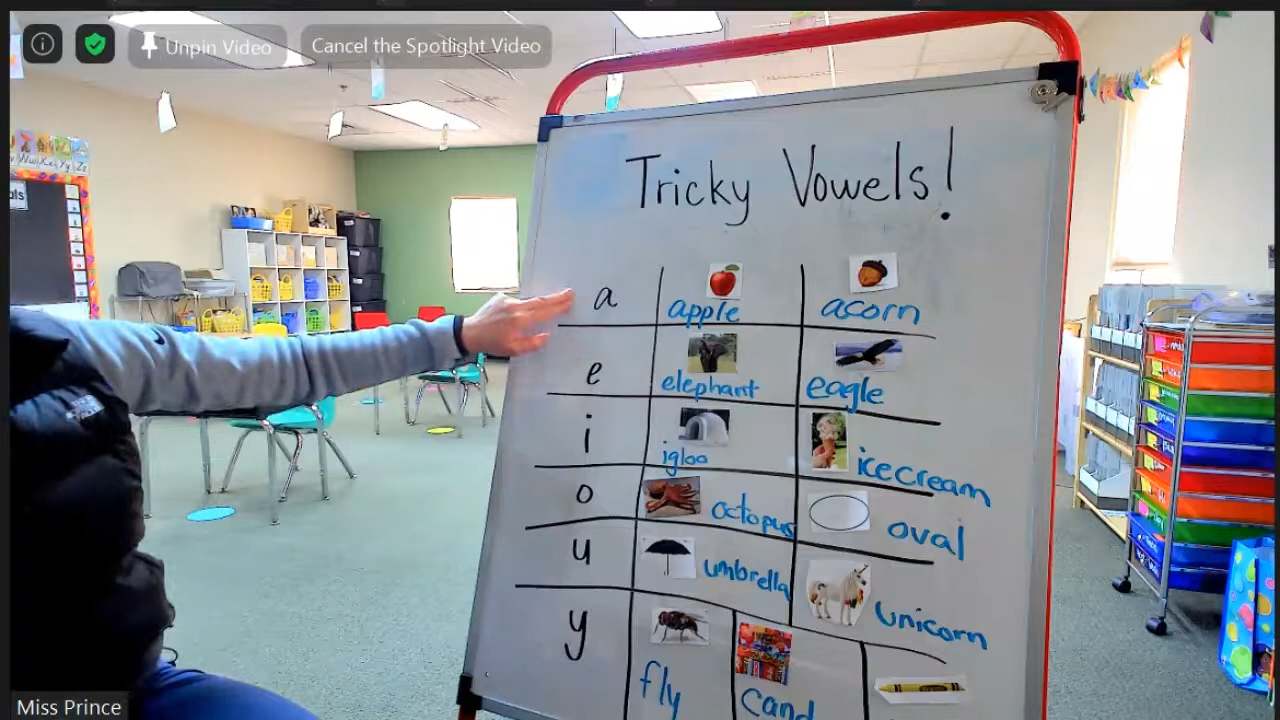 Unpin Video
Cancel the Spotlight Video
Tricky Vowels!
a apple acorn
e elephant eagle
i igloo icecream
o octopus oval
u umbrella unicorn
y fly
Miss Prince